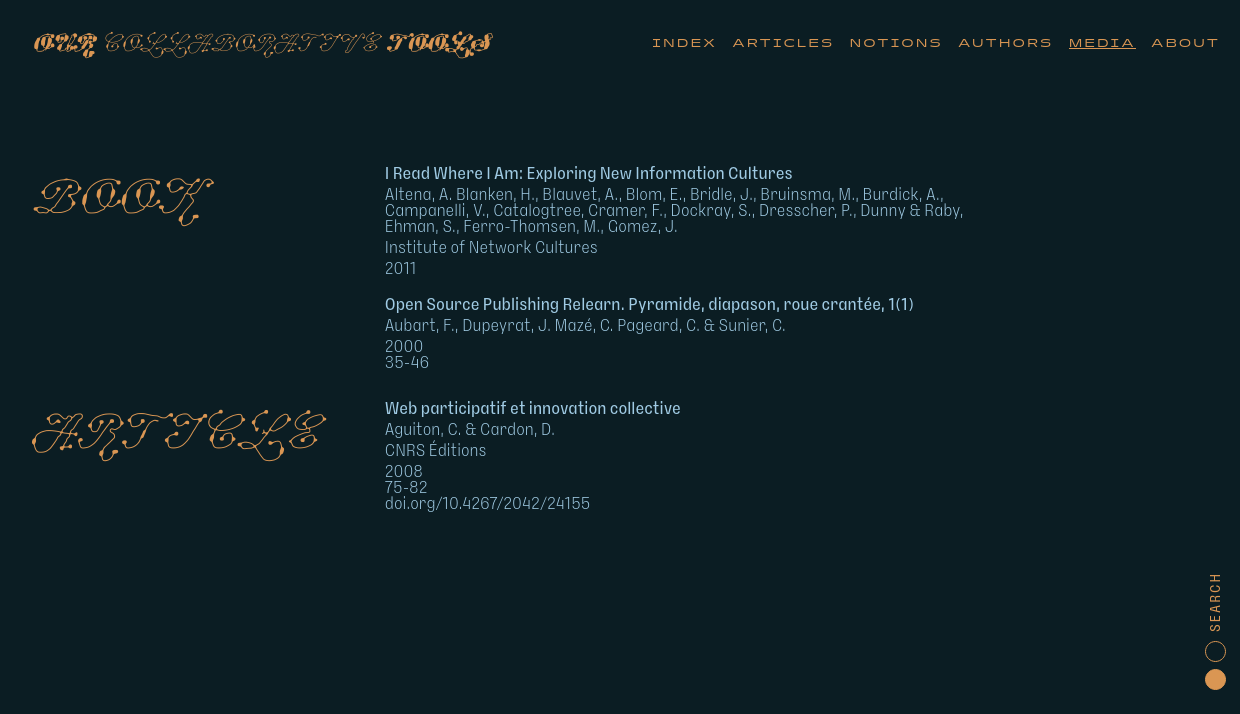 OUR COLLABORATIVE TOOLS
INDEX ARTICLES NOTIONS AUTHORS MEDIA ABOUT
BOOK
I Read Where I Am: Exploring New Information Cultures
Altena, A. Blanken, H., Blauvet, A., Blom, E., Bridle, J., Bruinsma, M., Burdick, A.,
Campanelli, V., Catalogtree, Cramer, F., Dockray, S., Dresscher, P., Dunny & Raby,
Ehman, S., Ferro-Thomsen, M., Gomez, J.
Institute of Network Cultures
2011
Open Source Publishing Relearn. Pyramide, diapason, roue crantée, 1(1)
Aubart, F., Dupeyrat, J. Mazé, C. Pageard, C. & Sunier, C.
2000
35-46
ARTICLE
Web participatif et innovation collective
Aguiton, C. & Cardon, D.
CNRS Éditions
2008
75-82
doi.org/10.4267/2042/24155
SEARCH